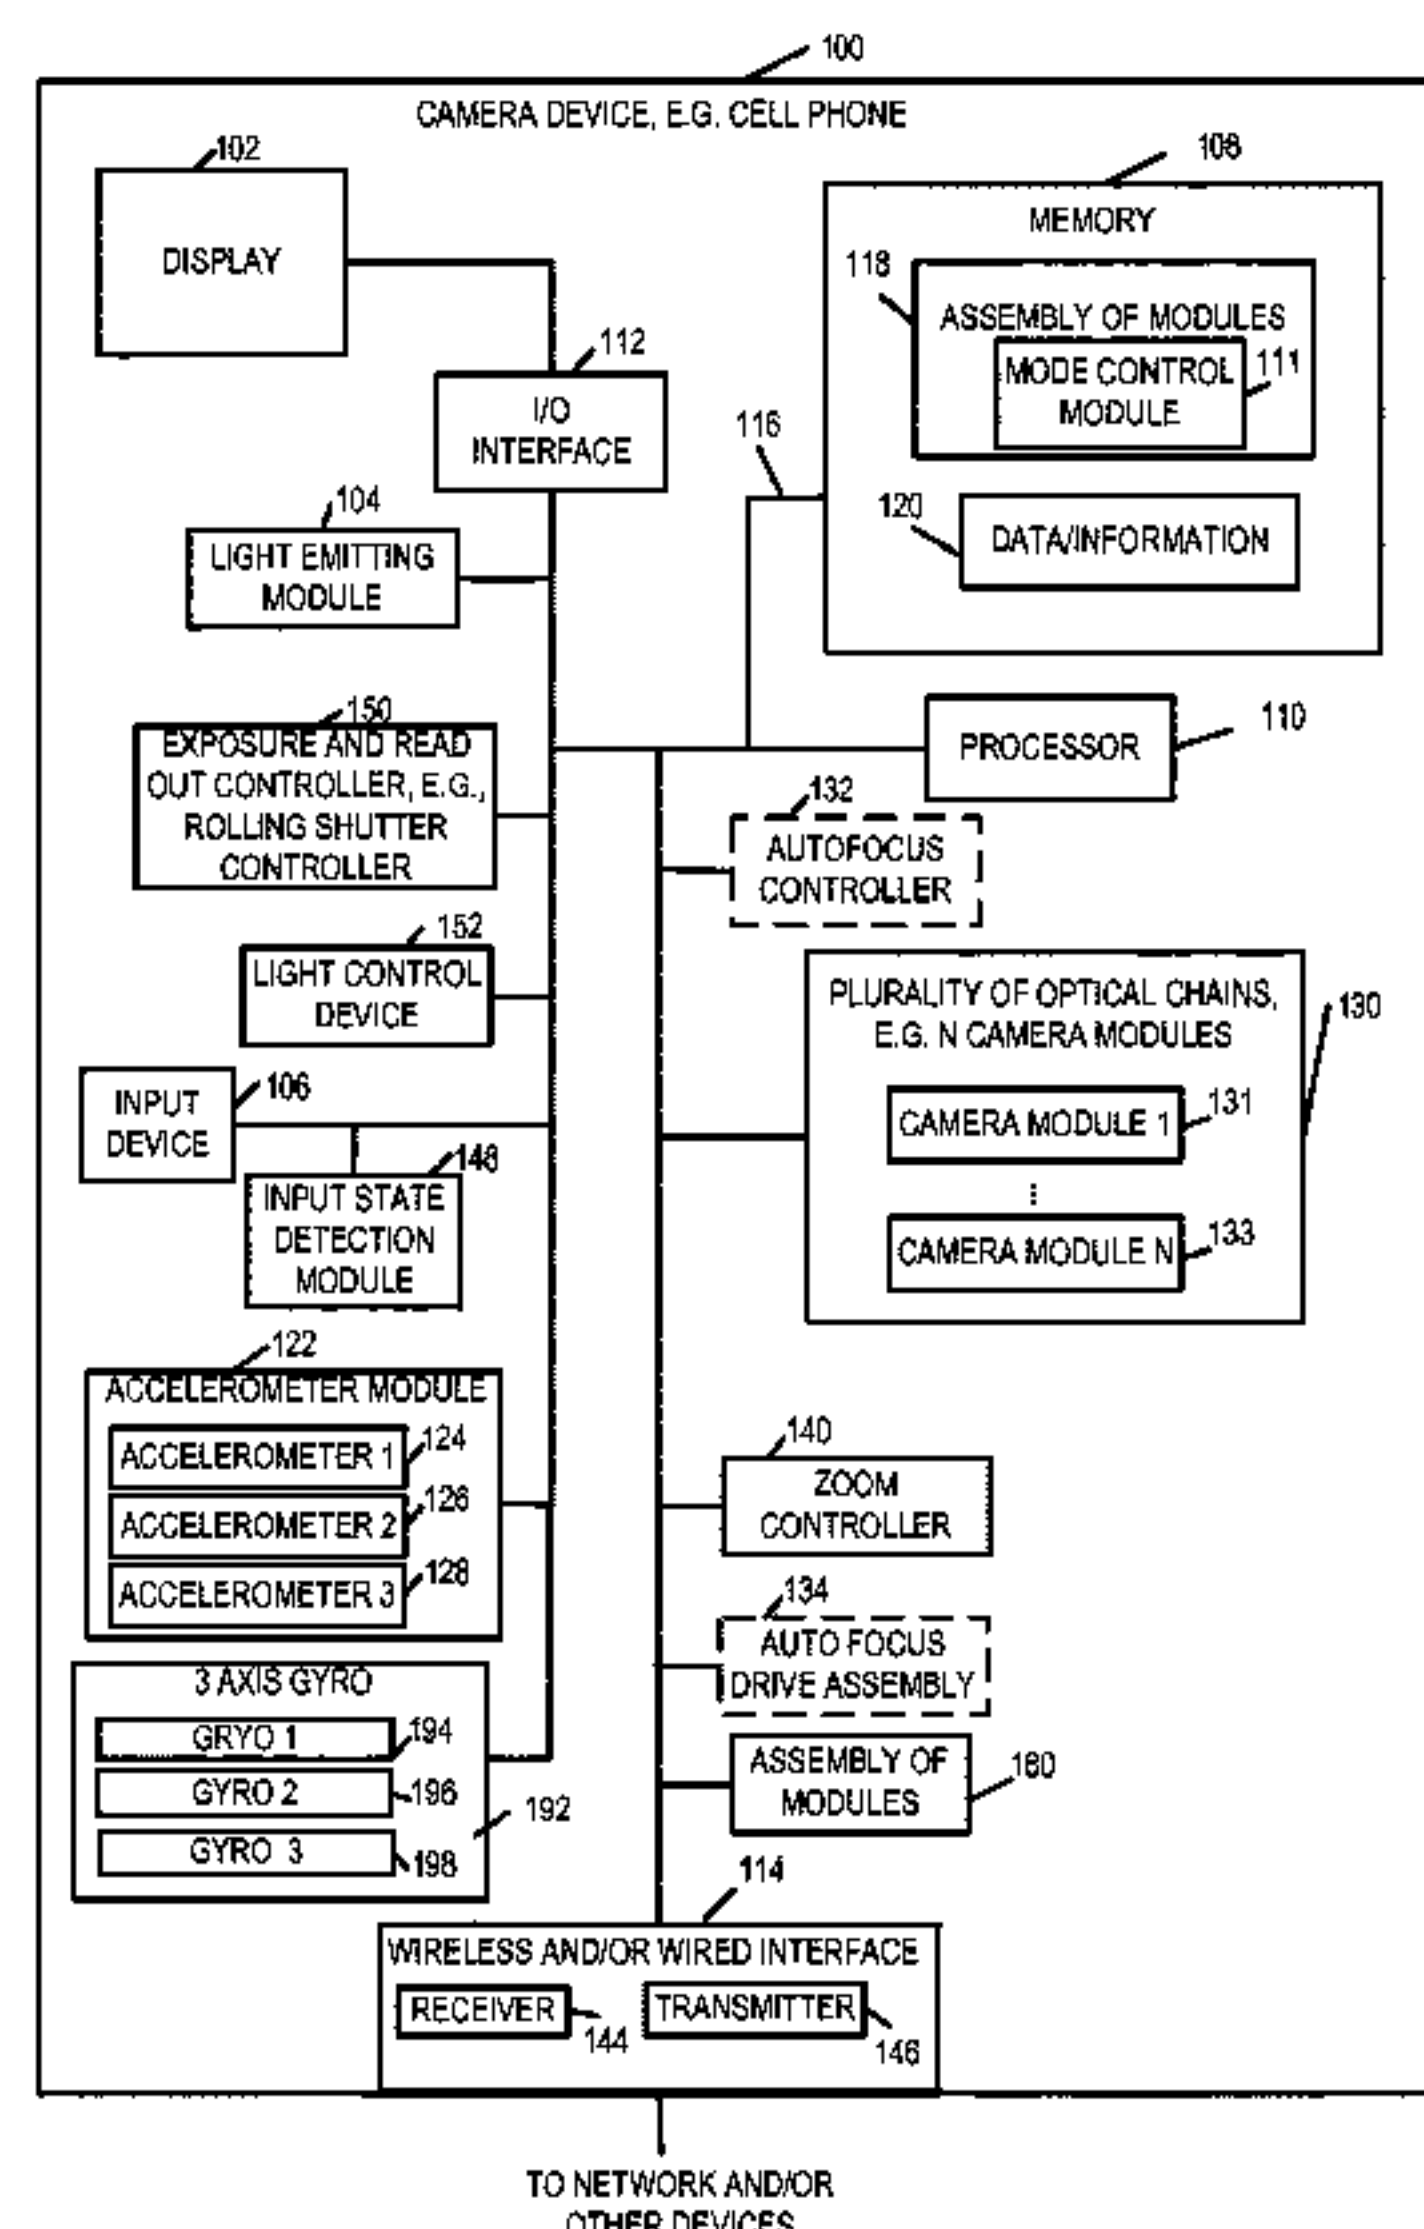 100
CAMERA DEVICE, E.G. CELL PHONE
102
DISPLAY
108
MEMORY
118
ASSEMBLY OF MODULES
MODE CONTROL
MODULE
111
112
I/O
INTERFACE
116
120
DATA/INFORMATION
104
LIGHT EMITTING
MODULE
150
EXPOSURE AND READ
OUT CONTROLLER, E.G.,
ROLLING SHUTTER
CONTROLLER
PROCESSOR
110
132
AUTOFOCUS
CONTROLLER
152
LIGHT CONTROL
DEVICE
PLURALITY OF OPTICAL CHAINS,
E.G. N CAMERA MODULES
130
CAMERA MODULE 1
131
⋮
CAMERA MODULE N
133
INPUT
DEVICE
106
148
INPUT STATE
DETECTION
MODULE
122
ACCELEROMETER MODULE
ACCELEROMETER 1
124
ACCELEROMETER 2
126
ACCELEROMETER 3
128
140
ZOOM
CONTROLLER
134
AUTO FOCUS
DRIVE ASSEMBLY
3 AXIS GYRO
GRYO 1
194
GYRO 2
196
GYRO 3
198
192
ASSEMBLY OF
MODULES
180
114
WIRELESS AND/OR WIRED INTERFACE
RECEIVER
144
TRANSMITTER
146
TO NETWORK AND/OR
OTHER DEVICES